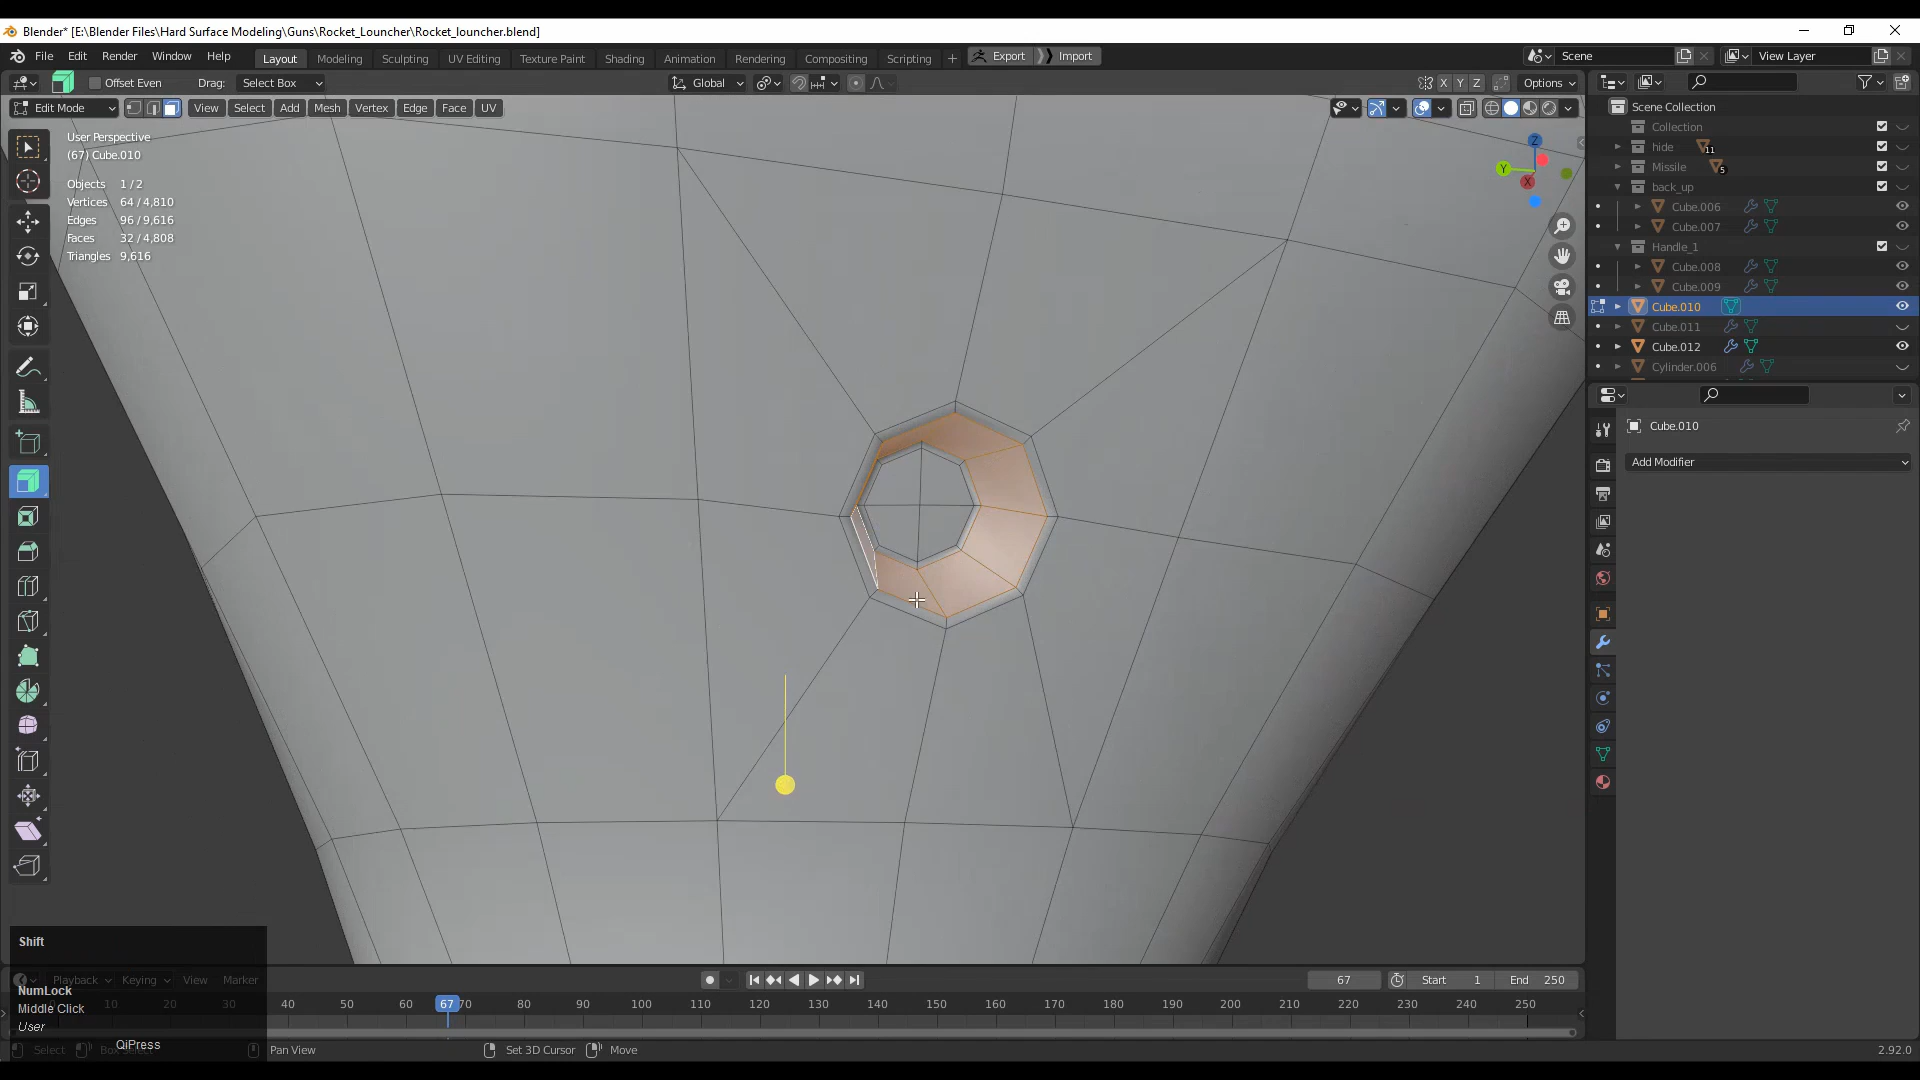 Blender* [E:\Blender Files\Hard Surface Modeling\Guns\Rocket_Louncher\Rocket_louncher.blend]
File Edit Render Window Help Layout Modeling Sculpting UV Editing Texture Paint Shading Animation Rendering Compositing Scripting + Export Import Scene View Layer
Offset Even Drag: Select Box Global X Y Z Options
Edit Mode View Select Add Mesh Vertex Edge Face UV
User Perspective
(67) Cube.010
Objects 1 / 2
Vertices 64 / 4,810
Edges 96 / 9,616
Faces 32 / 4,808
Triangles 9,616
Z
Y
X
Scene Collection
Collection
hide 11
Missile 5
back_up
Cube.006
Cube.007
Handle_1
Cube.008
Cube.009
Cube.010
Cube.011
Cube.012
Cylinder.006
Cube.010
Add Modifier
Shift
NumLock
Middle Click
User
QiPress
Playback Keying View Marker 67 Start 1 End 250
0 10 20 30 40 50 60 67 70 80 90 100 110 120 130 140 150 160 170 180 190 200 210 220 230 240 250
Select Box Select Pan View Set 3D Cursor Move 2.92.0